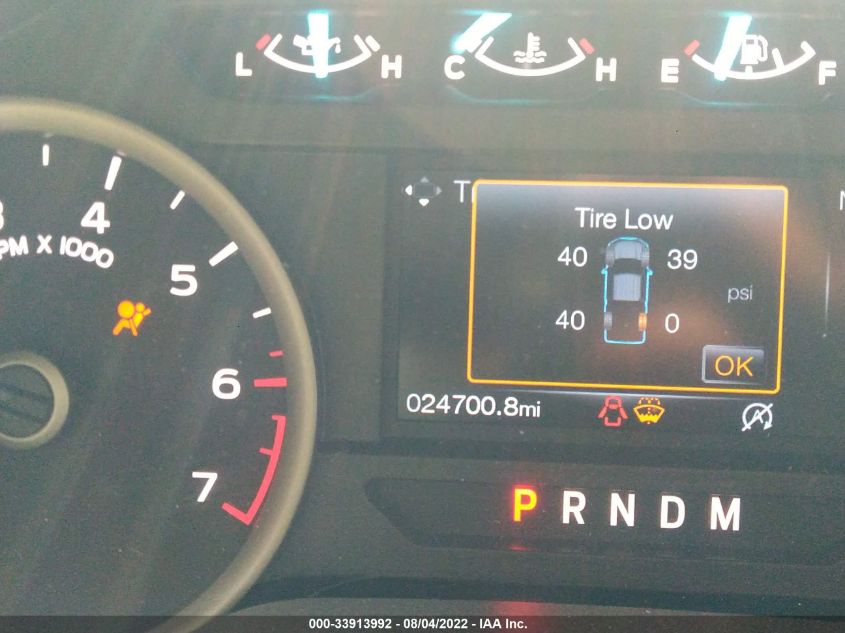 L H C H E F
4
PM X 1000
5
6
7
T
Tire Low
40 39
psi
40 0
OK
024700.8mi
P R N D M
000-33913992 - 08/04/2022 - IAA Inc.